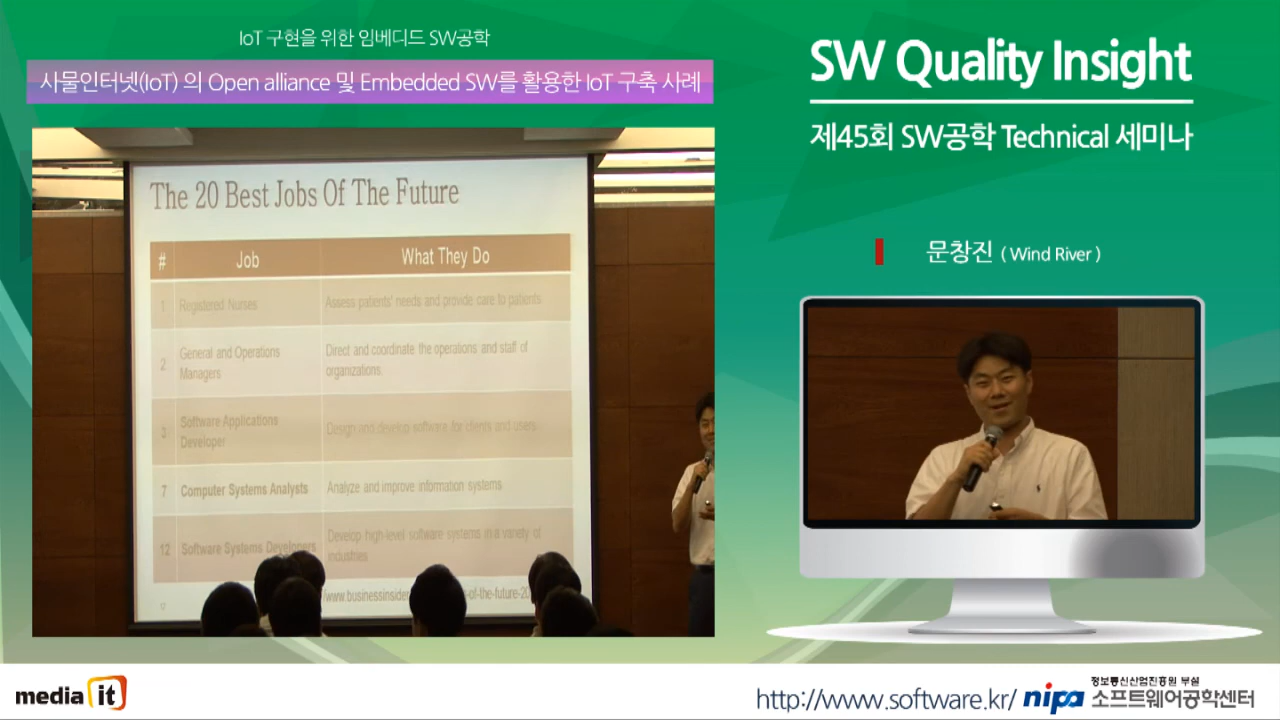 IoT 구현을 위한 임베디드 SW공학
사물인터넷(IoT) 의 Open alliance 및 Embedded SW를 활용한 IoT 구축 사례
SW Quality Insight
제45회 SW공학 Technical 세미나
문창진 ( Wind River )
The 20 Best Jobs Of The Future
# Job What They Do
1 Registered Nurses Assess patients' needs and provide care to patients
2 General and Operations Managers Direct and coordinate the operations and staff of organizations
3 Software Applications Developer Design and develop software for clients and users
7 Computer Systems Analysts Analyze and improve information systems
12 Software Systems Developers Develop high-level software systems in a variety of industries
/www.businessinsider
-of-the-future-20
media it
http://www.software.kr/
nipa
정보통신산업진흥원 부설
소프트웨어공학센터